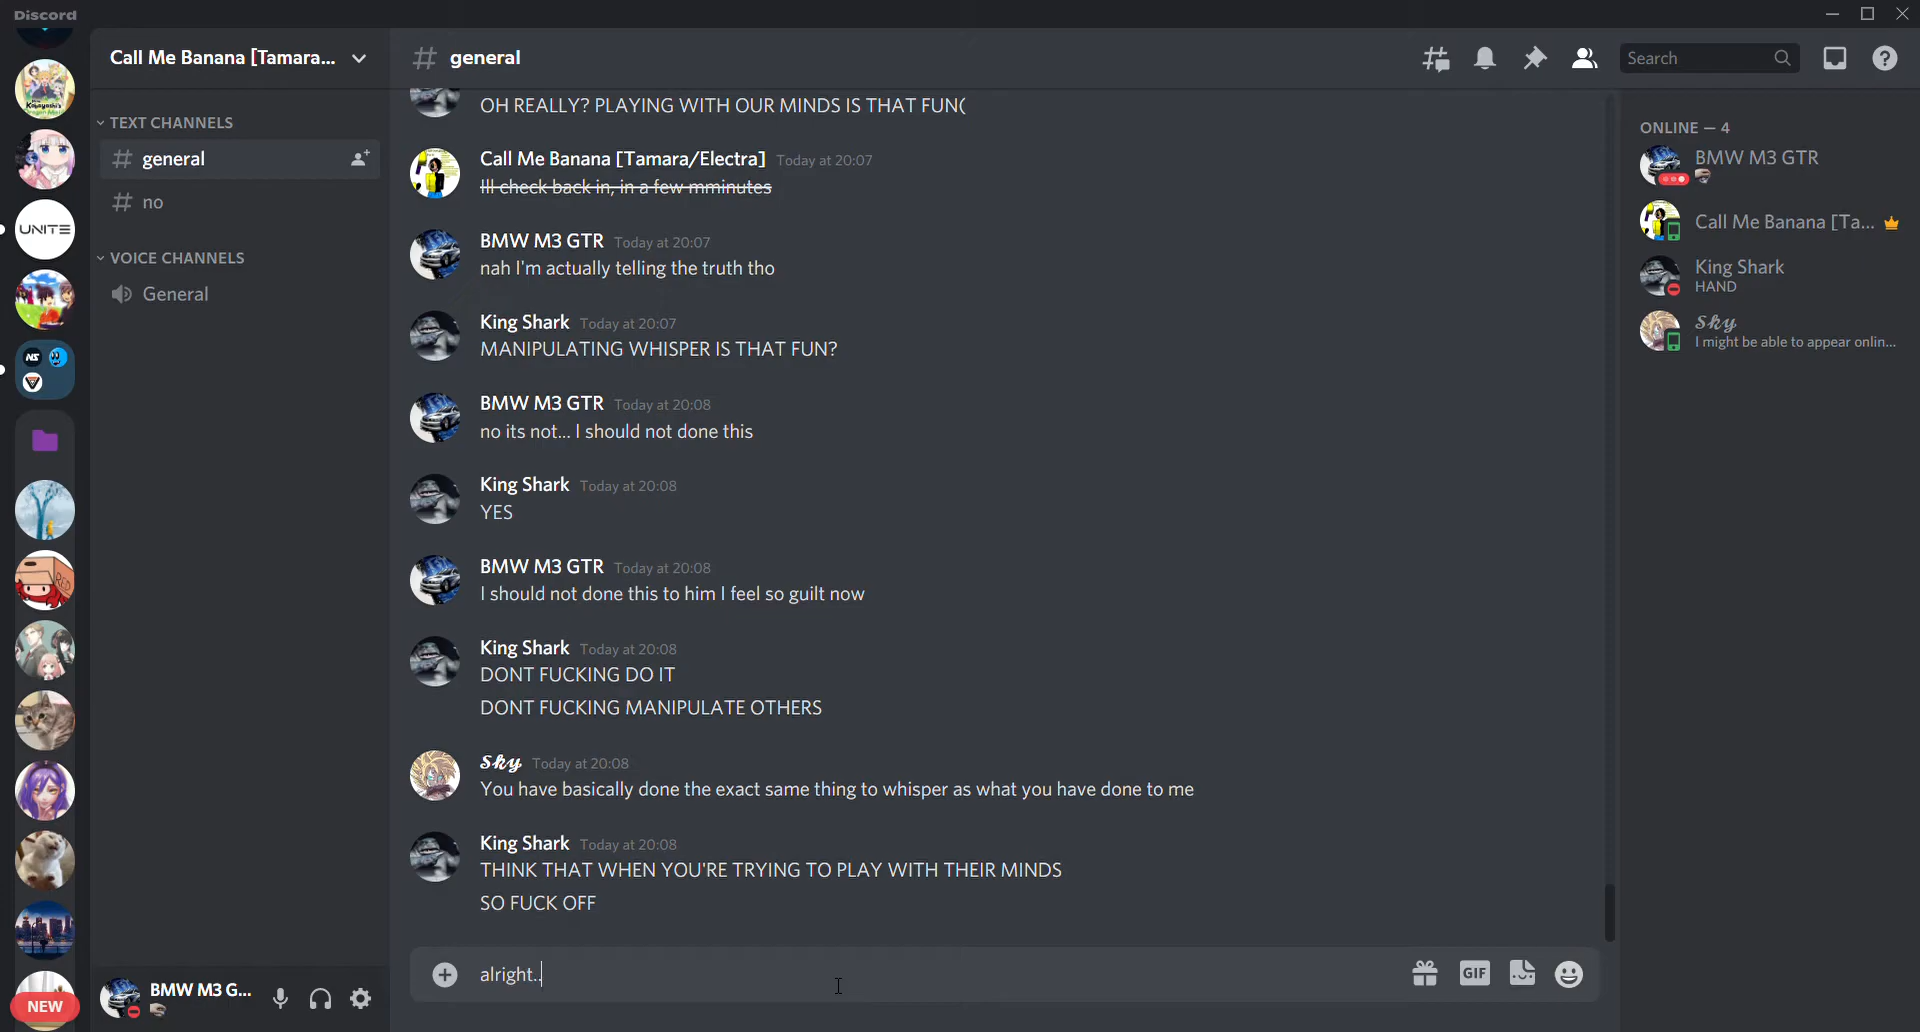 Discord
Call Me Banana [Tamara...
TEXT CHANNELS
general
no
VOICE CHANNELS
General
UNITE
NS
RED
NEW
BMW M3 G...
general
Search
OH REALLY? PLAYING WITH OUR MINDS IS THAT FUN(
Call Me Banana [Tamara/Electra] Today at 20:07
Ill check back in, in a few mminutes
BMW M3 GTR Today at 20:07
nah I'm actually telling the truth tho
King Shark Today at 20:07
MANIPULATING WHISPER IS THAT FUN?
BMW M3 GTR Today at 20:08
no its not... I should not done this
King Shark Today at 20:08
YES
BMW M3 GTR Today at 20:08
I should not done this to him I feel so guilt now
King Shark Today at 20:08
DONT FUCKING DO IT
DONT FUCKING MANIPULATE OTHERS
𝓢𝓴𝔂 Today at 20:08
You have basically done the exact same thing to whisper as what you have done to me
King Shark Today at 20:08
THINK THAT WHEN YOU'RE TRYING TO PLAY WITH THEIR MINDS
SO FUCK OFF
alright..
GIF
ONLINE — 4
BMW M3 GTR
Call Me Banana [Ta...
King Shark
HAND
𝓢𝓴𝔂
I might be able to appear onlin...